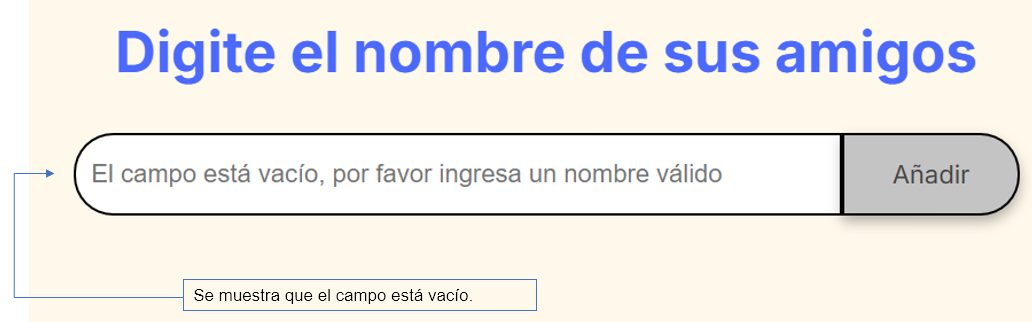 Digite el nombre de sus amigos
El campo está vacío, por favor ingresa un nombre válido
Añadir
Se muestra que el campo está vacío.